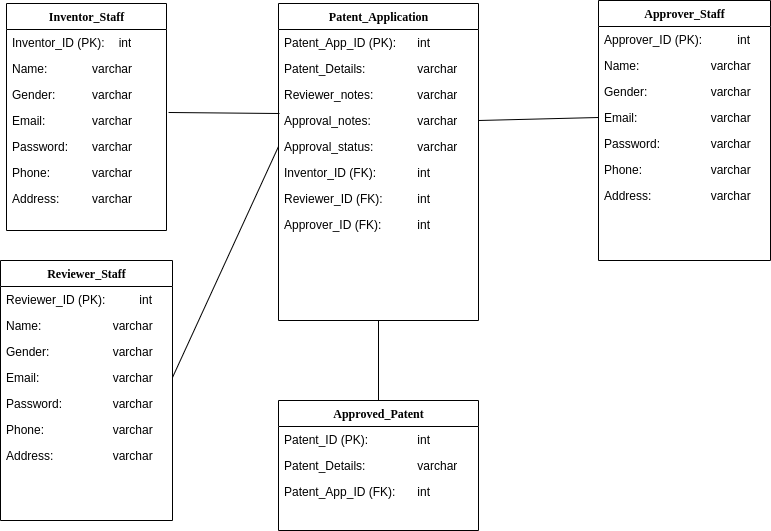 Inventor_Staff
Inventor_ID (PK): int
Name: varchar
Gender: varchar
Email: varchar
Password: varchar
Phone: varchar
Address: varchar
Patent_Application
Patent_App_ID (PK): int
Patent_Details: varchar
Reviewer_notes: varchar
Approval_notes: varchar
Approval_status: varchar
Inventor_ID (FK): int
Reviewer_ID (FK): int
Approver_ID (FK): int
Approver_Staff
Approver_ID (PK): int
Name: varchar
Gender: varchar
Email: varchar
Password: varchar
Phone: varchar
Address: varchar
Reviewer_Staff
Reviewer_ID (PK): int
Name: varchar
Gender: varchar
Email: varchar
Password: varchar
Phone: varchar
Address: varchar
Approved_Patent
Patent_ID (PK): int
Patent_Details: varchar
Patent_App_ID (FK): int